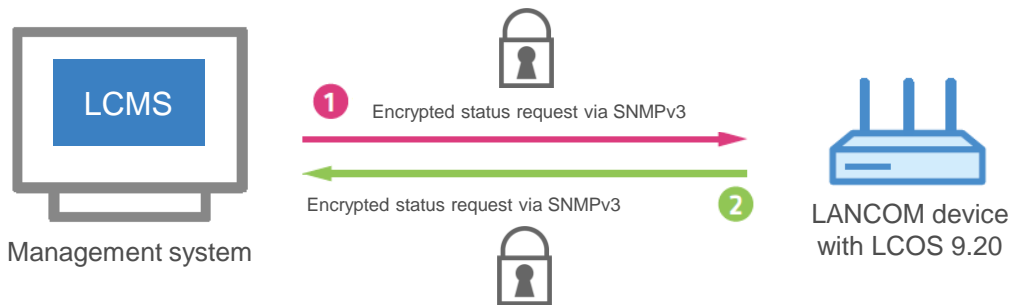 LCMS
1
Encrypted status request via SNMPv3
Encrypted status request via SNMPv3
2
Management system
LANCOM device
with LCOS 9.20